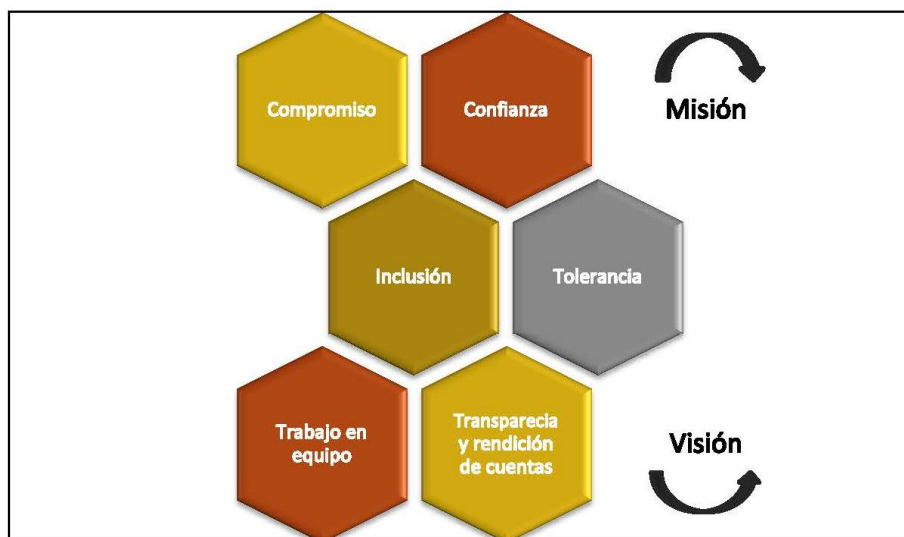 Compromiso
Confianza
Misión
Inclusión
Tolerancia
Trabajo en
equipo
Transparecia
y rendición
de cuentas
Visión